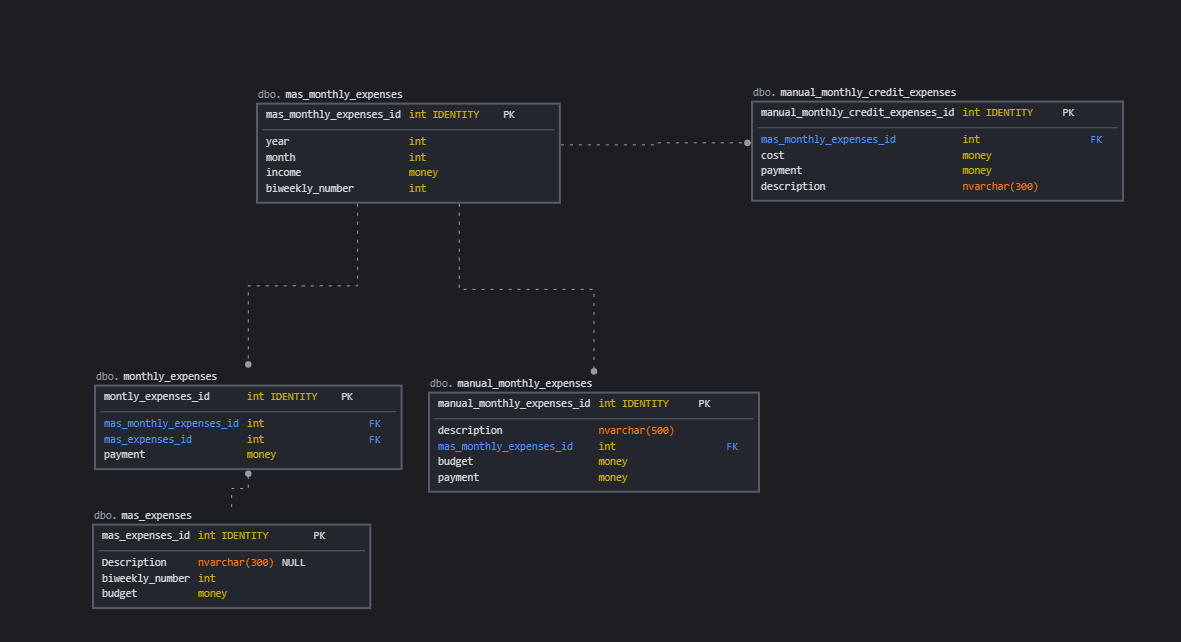 dbo. mas_monthly_expenses
mas_monthly_expenses_id int IDENTITY PK
year int
month int
income money
biweekly_number int
dbo. manual_monthly_credit_expenses
manual_monthly_credit_expenses_id int IDENTITY PK
mas_monthly_expenses_id int FK
cost money
payment money
description nvarchar(300)
dbo. monthly_expenses
montly_expenses_id int IDENTITY PK
mas_monthly_expenses_id int FK
mas_expenses_id int FK
payment money
dbo. manual_monthly_expenses
manual_monthly_expenses_id int IDENTITY PK
description nvarchar(500)
mas_monthly_expenses_id int FK
budget money
payment money
dbo. mas_expenses
mas_expenses_id int IDENTITY PK
Description nvarchar(300) NULL
biweekly_number int
budget money